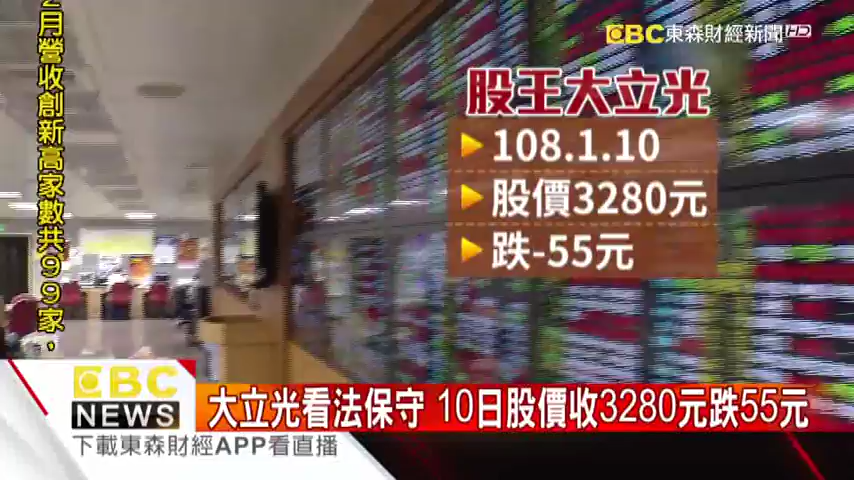 EBC東森財經新聞HD
股王大立光
108.1.10
股價3280元
跌-55元
2月營收創新高家數共99家，
EBC
NEWS
大立光看法保守 10日股價收3280元跌55元
下載東森財經APP看直播